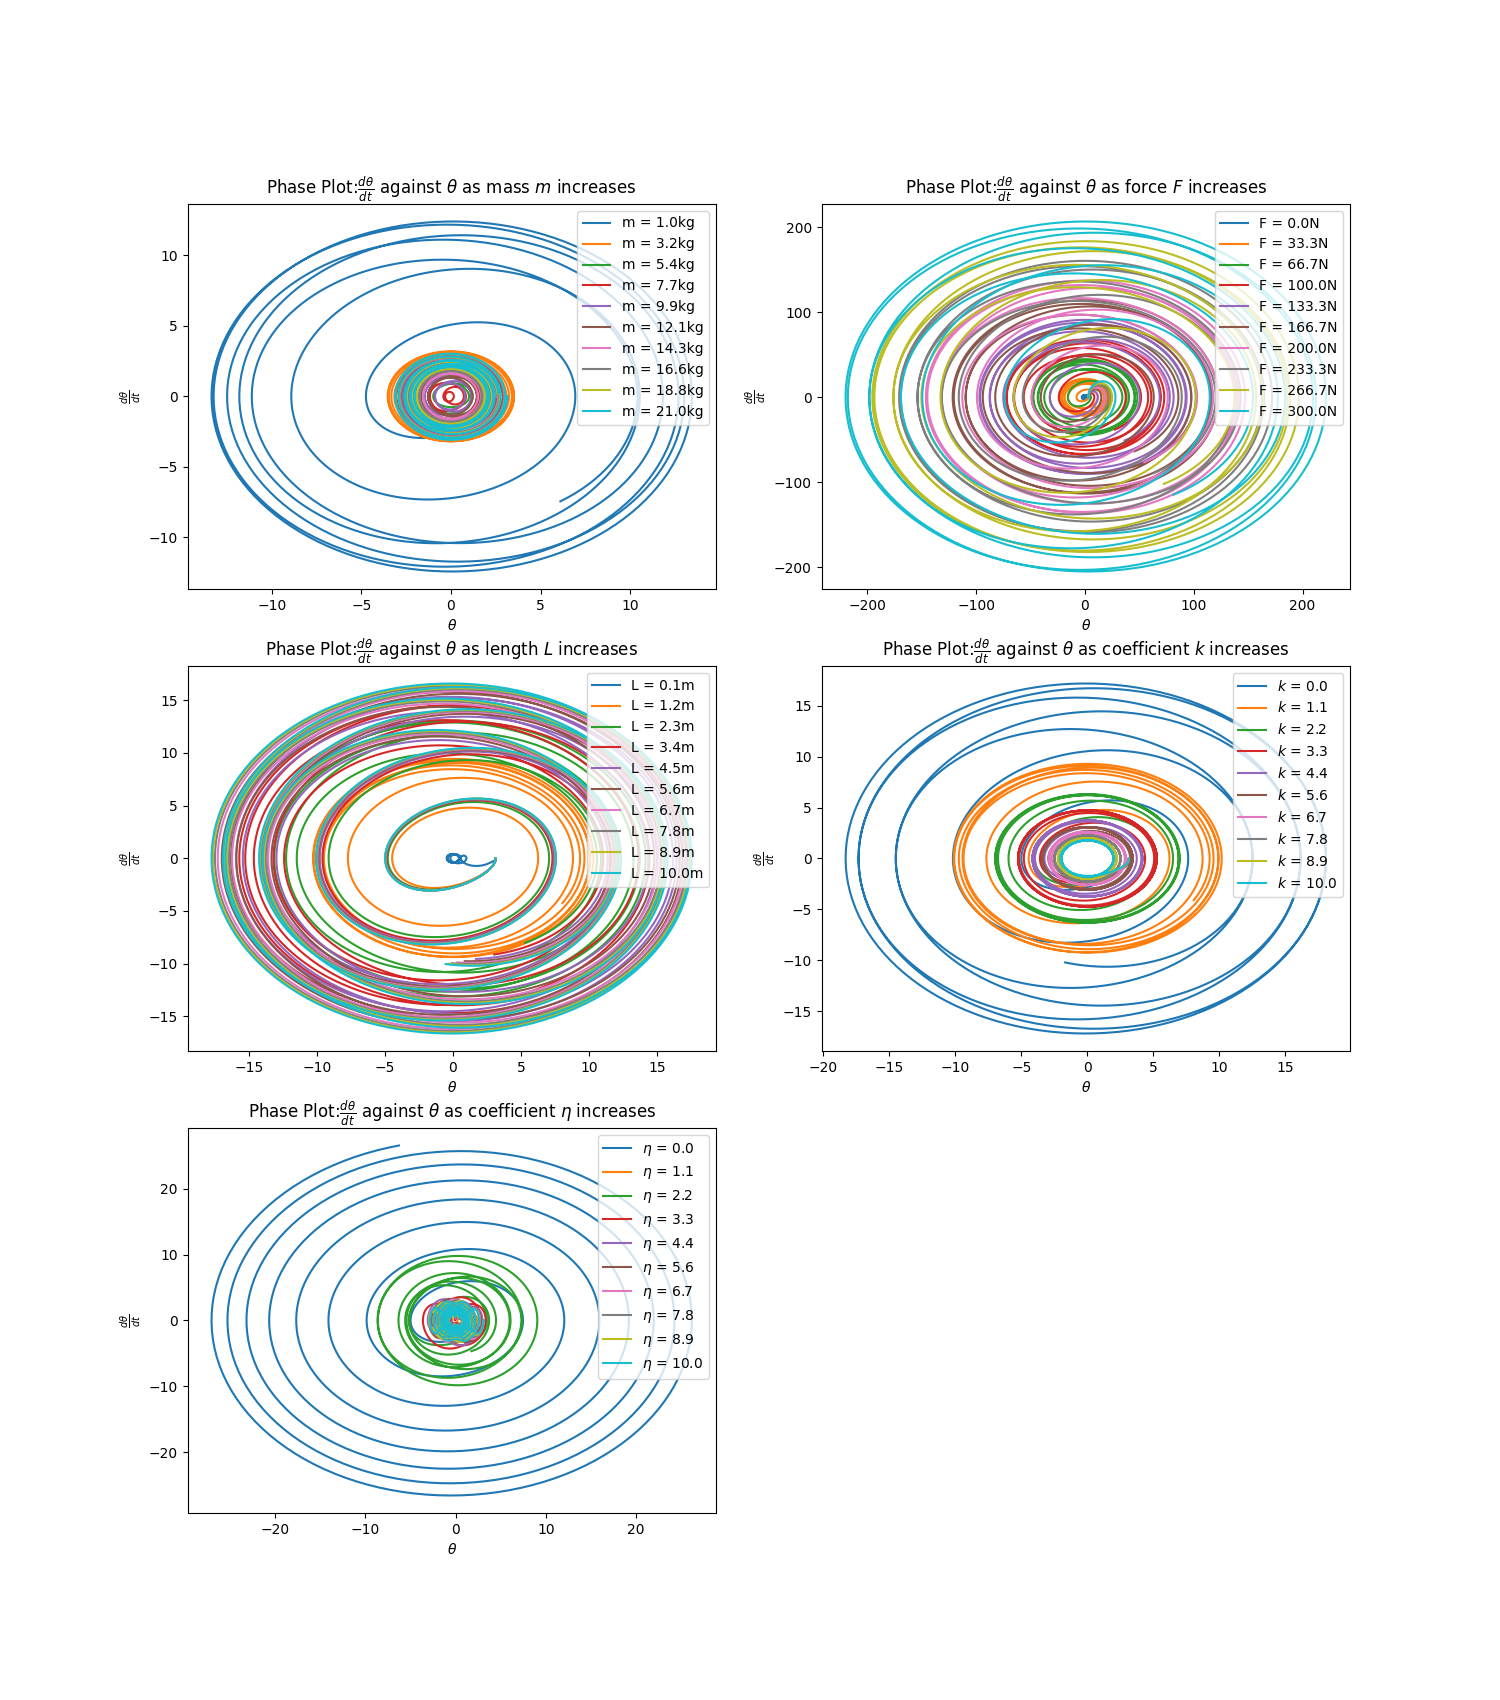 Phase Plot:dθ/dt against θ as mass m increases
10
5
0
−5
−10
dθ/dt
−10 −5 0 5 10
θ
m = 1.0kg
m = 3.2kg
m = 5.4kg
m = 7.7kg
m = 9.9kg
m = 12.1kg
m = 14.3kg
m = 16.6kg
m = 18.8kg
m = 21.0kg
Phase Plot:dθ/dt against θ as force F increases
200
100
0
−100
−200
dθ/dt
−200 −100 0 100 200
θ
F = 0.0N
F = 33.3N
F = 66.7N
F = 100.0N
F = 133.3N
F = 166.7N
F = 200.0N
F = 233.3N
F = 266.7N
F = 300.0N
Phase Plot:dθ/dt against θ as length L increases
15
10
5
0
−5
−10
−15
dθ/dt
−15 −10 −5 0 5 10 15
θ
L = 0.1m
L = 1.2m
L = 2.3m
L = 3.4m
L = 4.5m
L = 5.6m
L = 6.7m
L = 7.8m
L = 8.9m
L = 10.0m
Phase Plot:dθ/dt against θ as coefficient k increases
15
10
5
0
−5
−10
−15
dθ/dt
−20 −15 −10 −5 0 5 10 15
θ
k = 0.0
k = 1.1
k = 2.2
k = 3.3
k = 4.4
k = 5.6
k = 6.7
k = 7.8
k = 8.9
k = 10.0
Phase Plot:dθ/dt against θ as coefficient η increases
20
10
0
−10
−20
dθ/dt
−20 −10 0 10 20
θ
η = 0.0
η = 1.1
η = 2.2
η = 3.3
η = 4.4
η = 5.6
η = 6.7
η = 7.8
η = 8.9
η = 10.0